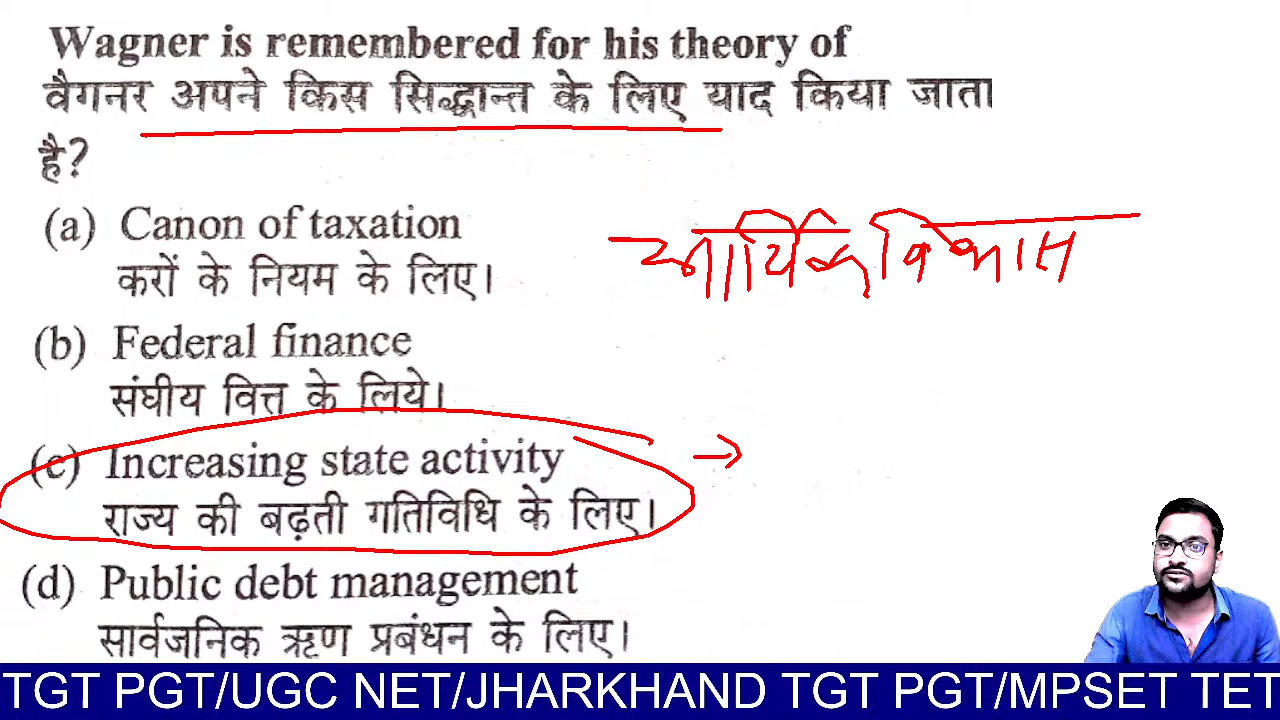 Wagner is remembered for his theory of
वैगनर अपने किस सिद्धान्त के लिए याद किया जाता
है?
(a) Canon of taxation
करों के नियम के लिए।
आर्थिक विकास
(b) Federal finance
संघीय वित्त के लिये।
(c) Increasing state activity
राज्य की बढ़ती गतिविधि के लिए।
(d) Public debt management
सार्वजनिक ऋण प्रबंधन के लिए।
TGT PGT/UGC NET/JHARKHAND TGT PGT/MPSET TET